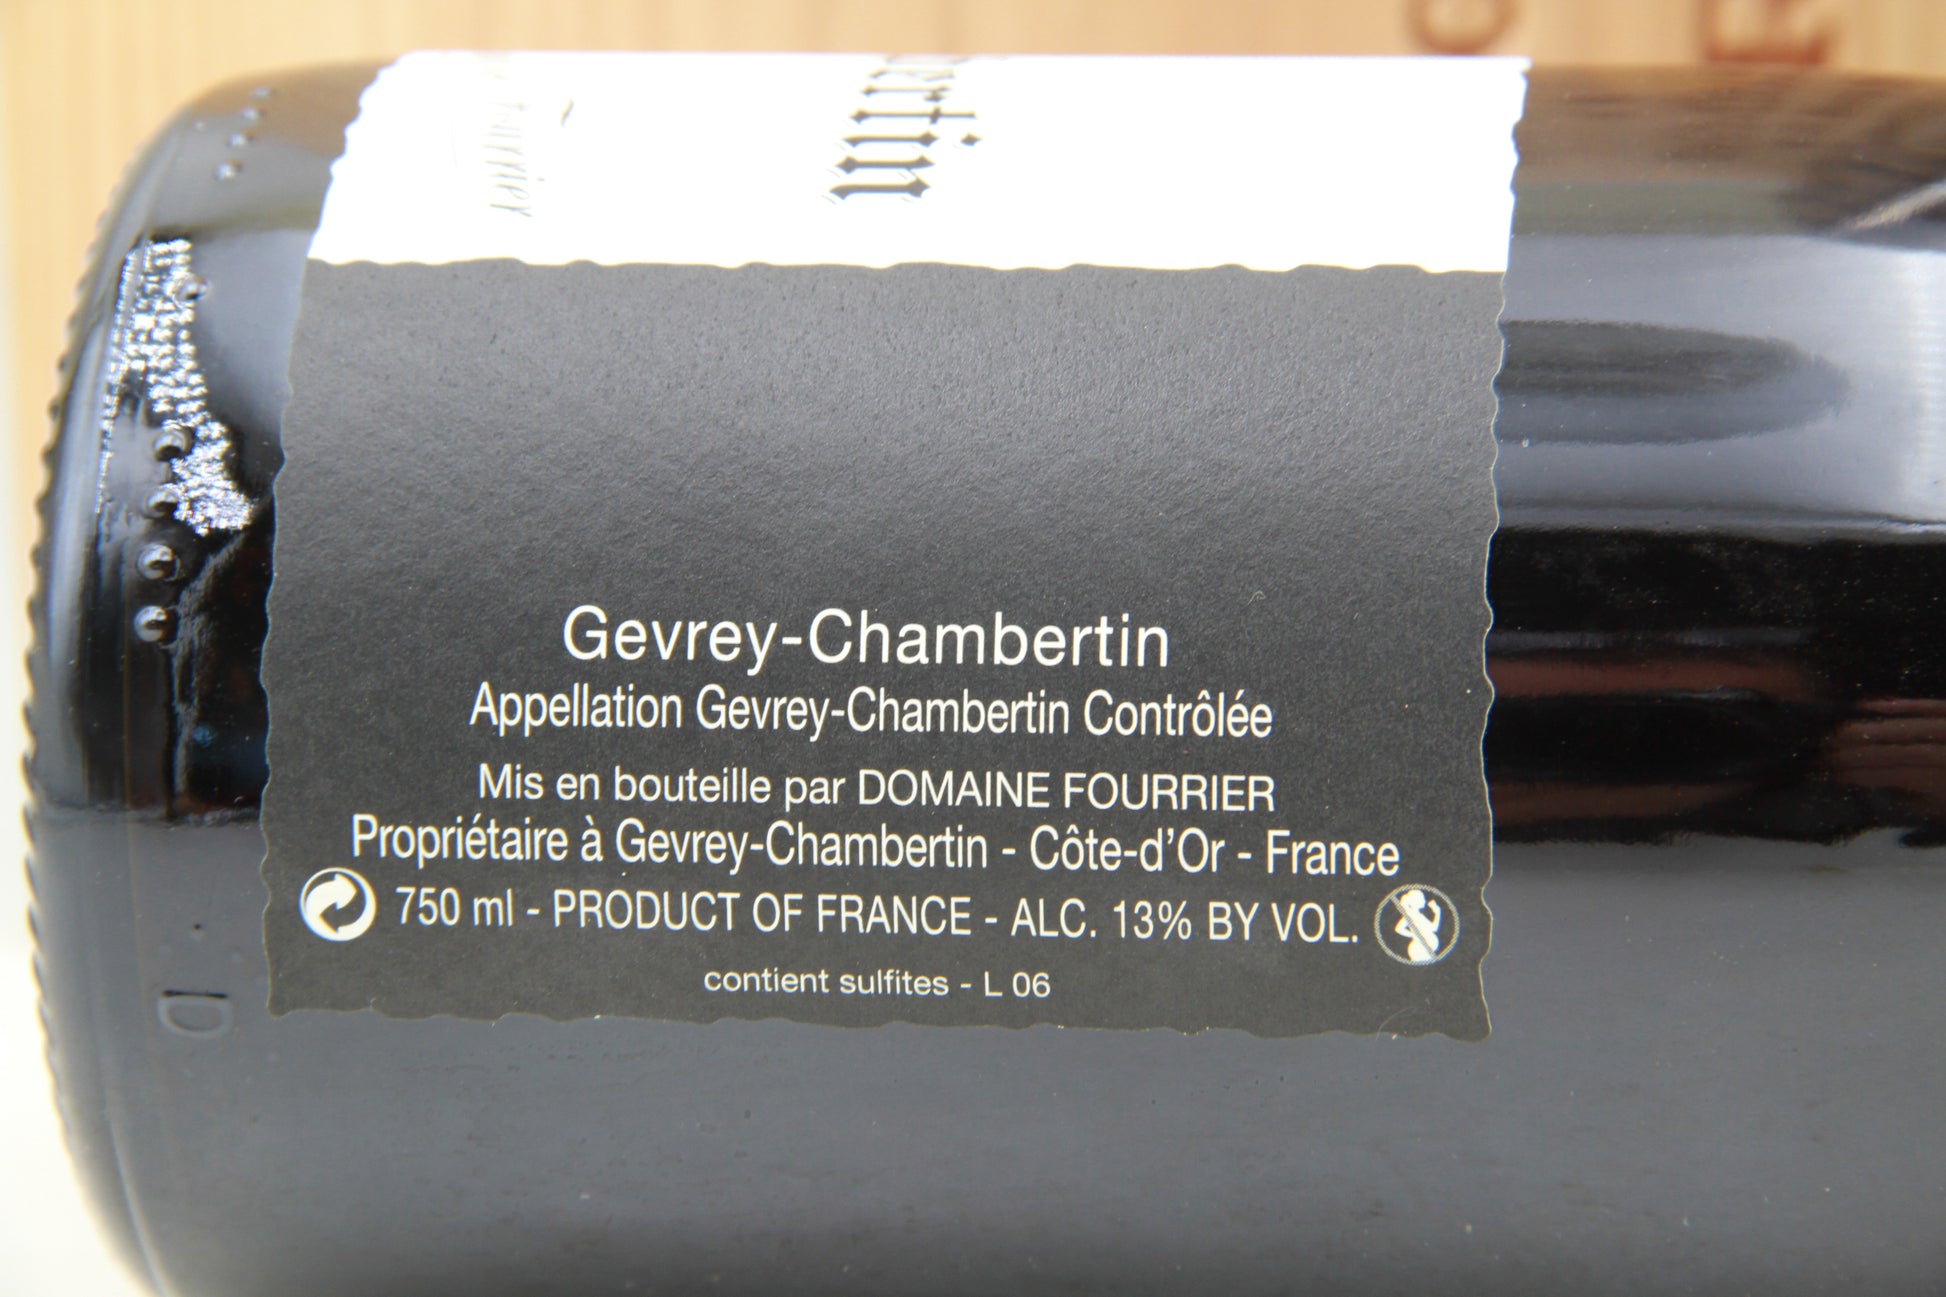 Gevrey-Chambertin
Appellation Gevrey-Chambertin Contrôlée
Mis en bouteille par DOMAINE FOURRIER
Propriétaire à Gevrey-Chambertin - Côte-d'Or - France
750 ml - PRODUCT OF FRANCE - ALC. 13% BY VOL.
contient sulfites - L 06